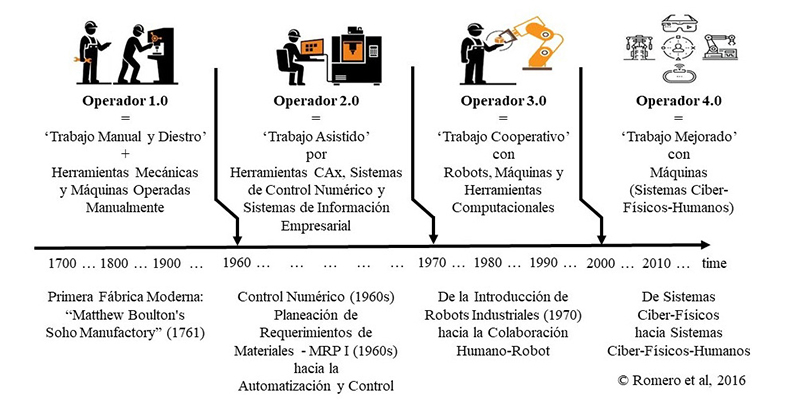 Operador 1.0
=
‘Trabajo Manual y Diestro’
+
Herramientas Mecánicas
y Máquinas Operadas
Manualmente
Operador 2.0
=
‘Trabajo Asistido’
por
Herramientas CAx, Sistemas
de Control Numérico y
Sistemas de Información
Empresarial
Operador 3.0
=
‘Trabajo Cooperativo’
con
Robots, Máquinas y
Herramientas
Computacionales
Operador 4.0
=
‘Trabajo Mejorado’
con
Máquinas
(Sistemas Ciber-
Físicos-Humanos)
1700 … 1800 … 1900 … 1960 … … … … … 1970 … 1980 … 1990 … 2000 … 2010 … time
Primera Fábrica Moderna:
“Matthew Boulton's
Soho Manufactory” (1761)
Control Numérico (1960s)
Planeación de
Requerimientos de
Materiales - MRP I (1960s)
hacia la
Automatización y Control
De la Introducción de
Robots Industriales (1970)
hacia la Colaboración
Humano-Robot
De Sistemas
Ciber-Físicos
hacia Sistemas
Ciber-Físicos-Humanos
© Romero et al, 2016